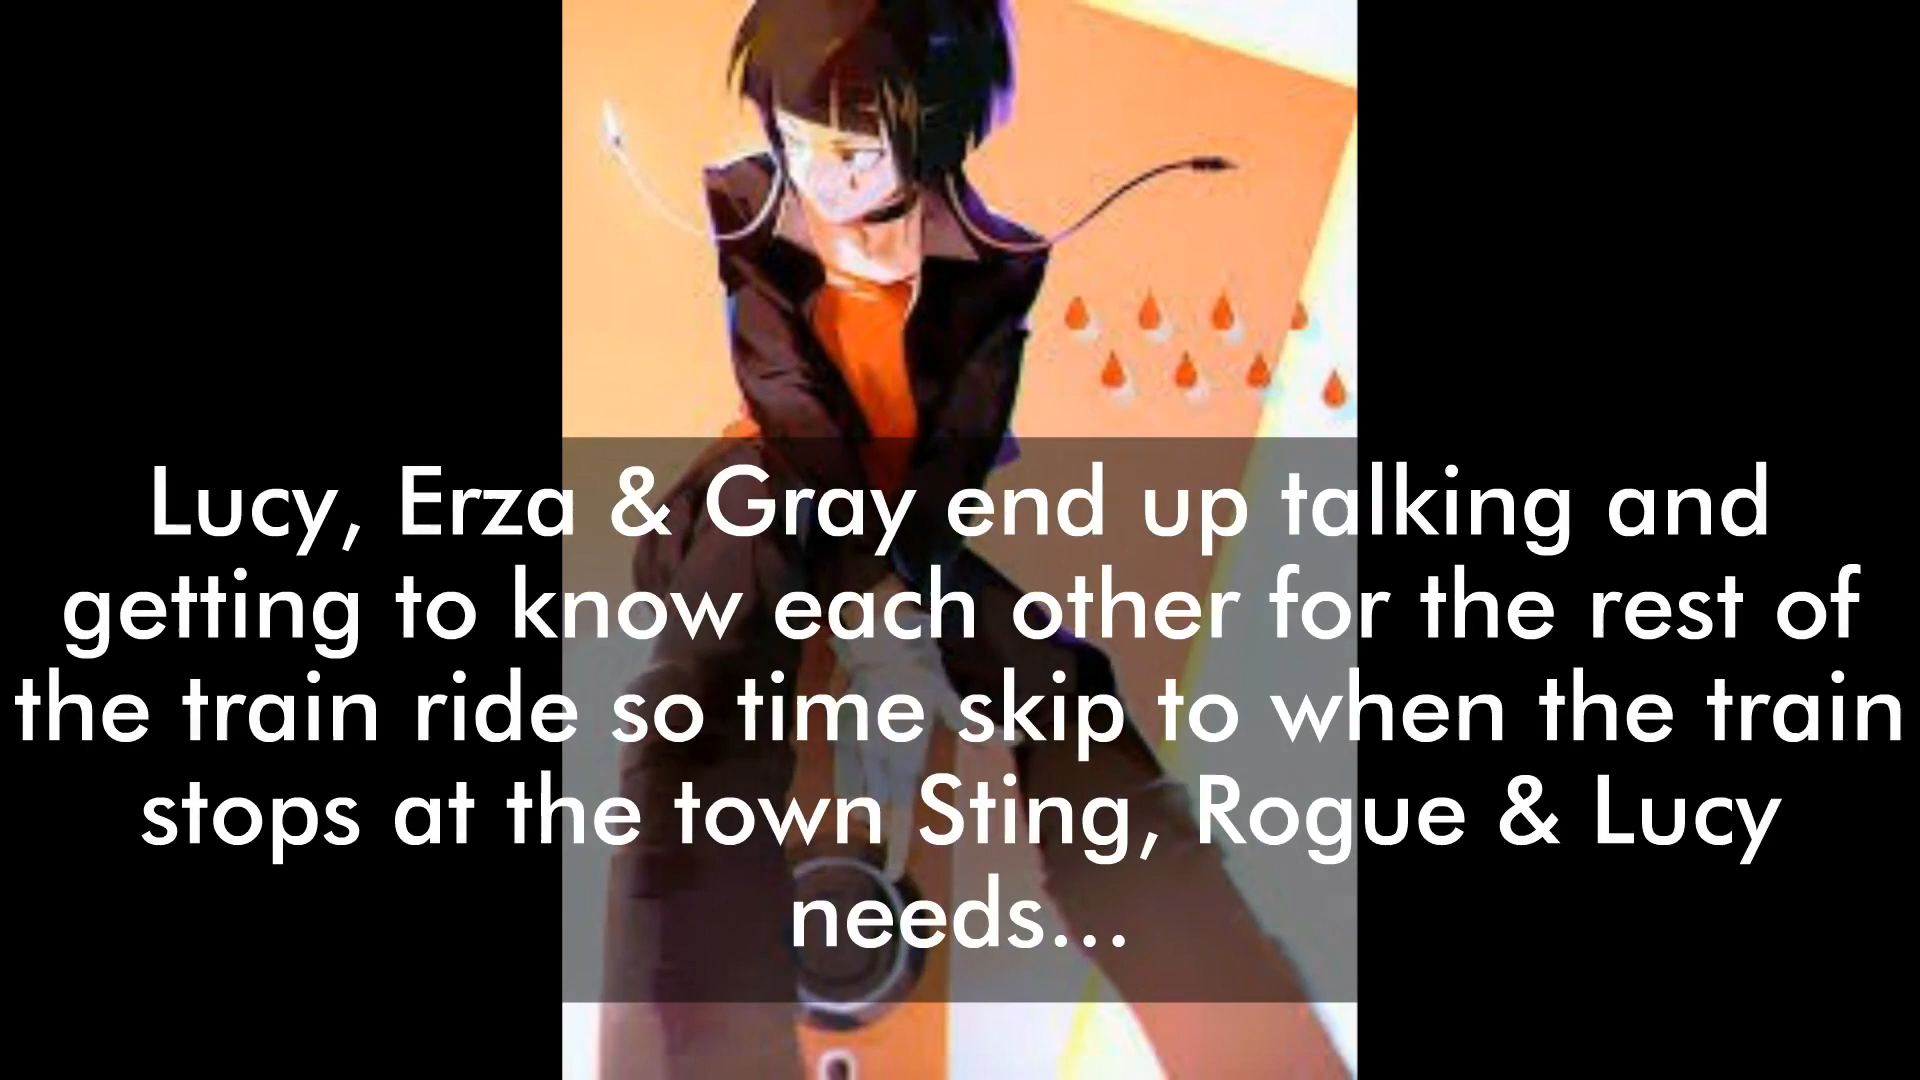 Lucy, Erza & Gray end up talking and
getting to know each other for the rest of
the train ride so time skip to when the train
stops at the town Sting, Rogue & Lucy
needs...